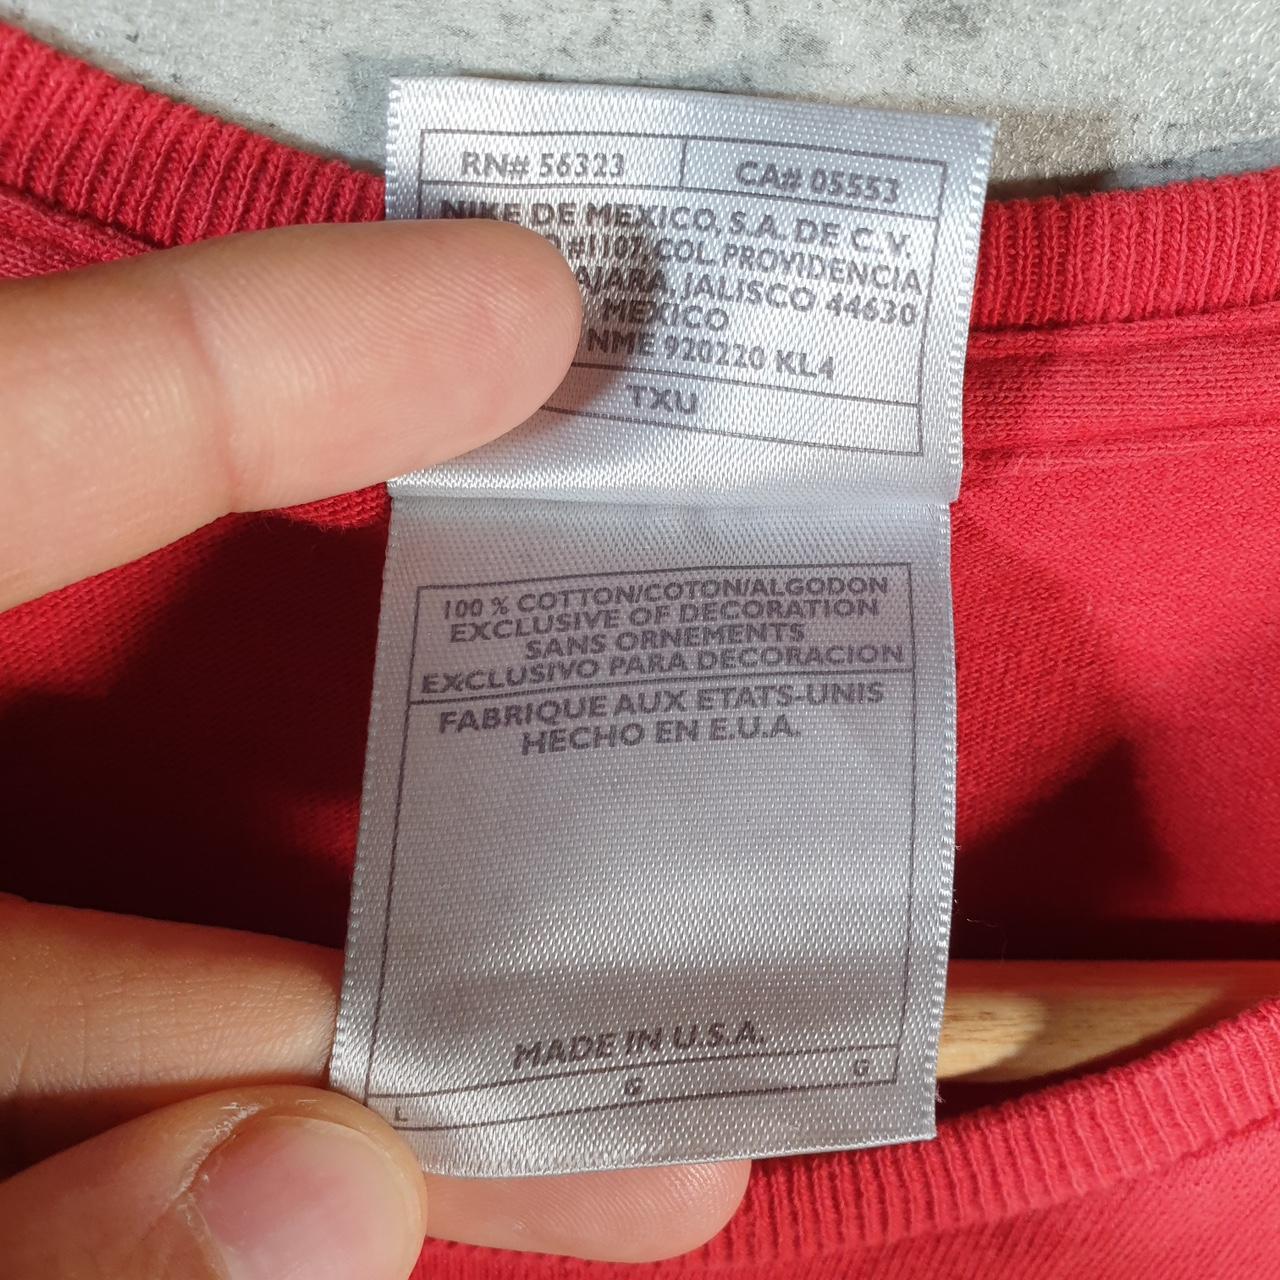 RN# 56323 CA# 05553
NIKE DE MEXICO, S.A. DE C.V.
#1107, COL. PROVIDENCIA
JALISCO 44630
MEXICO
NME 920220 KL4
TXU
100 % COTTON/COTON/ALGODON
EXCLUSIVE OF DECORATION
SANS ORNEMENTS
EXCLUSIVO PARA DECORACION
FABRIQUE AUX ETATS-UNIS
HECHO EN E.U.A.
MADE IN U.S.A.
L G G